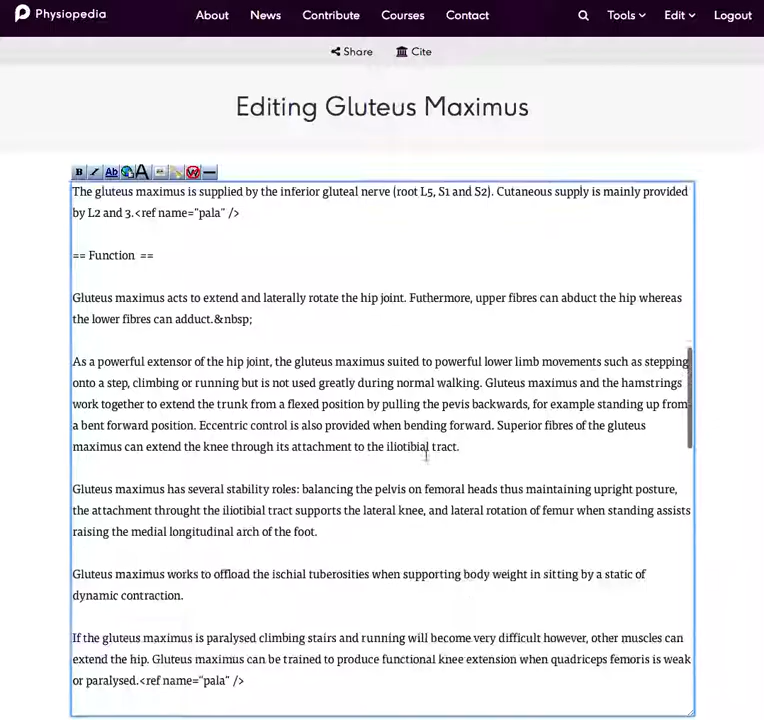 Physiopedia
About News Contribute Courses Contact Tools Edit Logout
Share Cite
Editing Gluteus Maximus
B I Ab A
The gluteus maximus is supplied by the inferior gluteal nerve (root L5, S1 and S2). Cutaneous supply is mainly provided
by L2 and 3.<ref name="pala" />
== Function  ==
Gluteus maximus acts to extend and laterally rotate the hip joint. Futhermore, upper fibres can abduct the hip whereas
the lower fibres can adduct.&nbsp;
As a powerful extensor of the hip joint, the gluteus maximus suited to powerful lower limb movements such as stepping
onto a step, climbing or running but is not used greatly during normal walking. Gluteus maximus and the hamstrings
work together to extend the trunk from a flexed position by pulling the pevis backwards, for example standing up from
a bent forward position. Eccentric control is also provided when bending forward. Superior fibres of the gluteus
maximus can extend the knee through its attachment to the iliotibial tract.
Gluteus maximus has several stability roles: balancing the pelvis on femoral heads thus maintaining upright posture,
the attachment throught the iliotibial tract supports the lateral knee, and lateral rotation of femur when standing assists
raising the medial longitudinal arch of the foot.
Gluteus maximus works to offload the ischial tuberosities when supporting body weight in sitting by a static of
dynamic contraction.
If the gluteus maximus is paralysed climbing stairs and running will become very difficult however, other muscles can
extend the hip. Gluteus maximus can be trained to produce functional knee extension when quadriceps femoris is weak
or paralysed.<ref name="pala" />